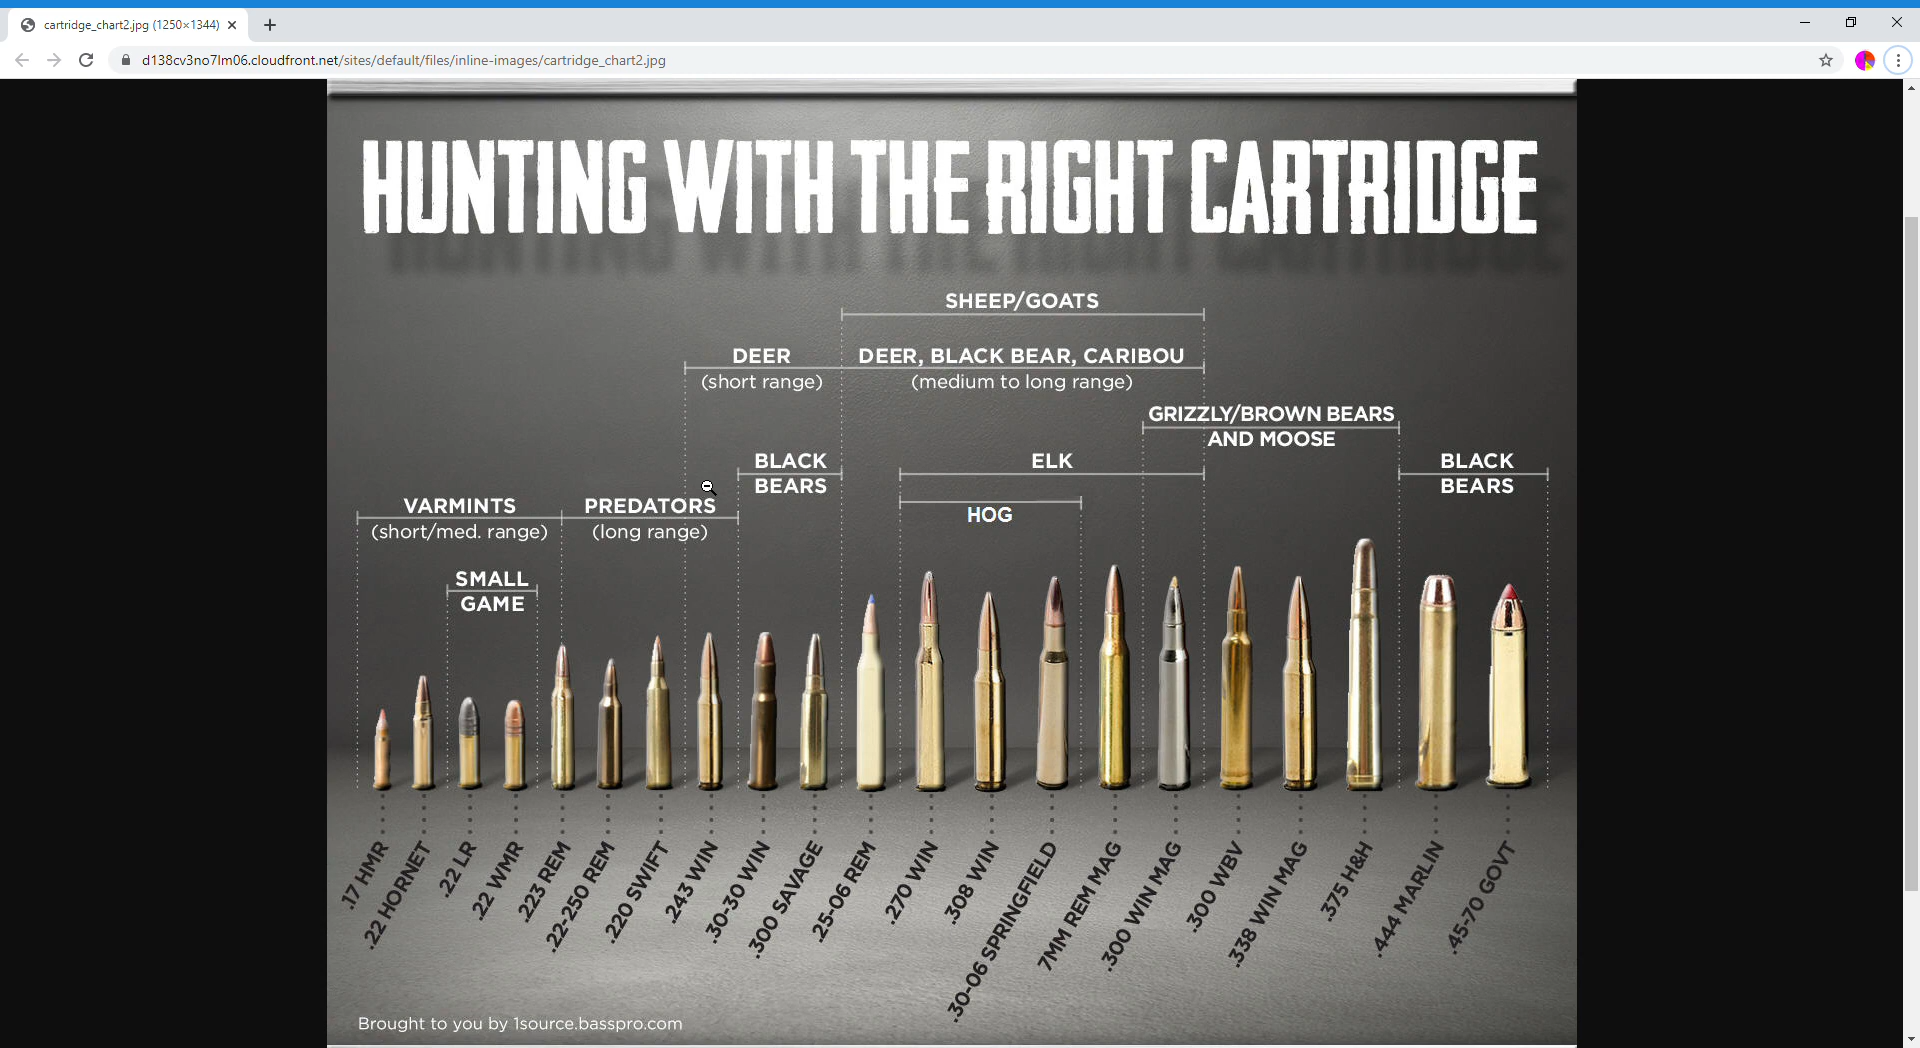 cartridge_chart2.jpg (1250×1344)
d138cv3no7lm06.cloudfront.net/sites/default/files/inline-images/cartridge_chart2.jpg
HUNTING WITH THE RIGHT CARTRIDGE
SHEEP/GOATS
DEER
(short range)
DEER, BLACK BEAR, CARIBOU
(medium to long range)
GRIZZLY/BROWN BEARS
AND MOOSE
BLACK
BEARS
ELK
BLACK
BEARS
VARMINTS
(short/med. range)
PREDATORS
(long range)
HOG
SMALL
GAME
.17 HMR
.22 HORNET
.22 LR
.22 WMR
.223 REM
.22-250 REM
.220 SWIFT
.243 WIN
.30-30 WIN
.300 SAVAGE
.25-06 REM
.270 WIN
.308 WIN
.30-06 SPRINGFIELD
7MM REM MAG
.300 WIN MAG
.300 WBV
.338 WIN MAG
.375 H&H
.444 MARLIN
.45-70 GOVT
Brought to you by 1source.basspro.com